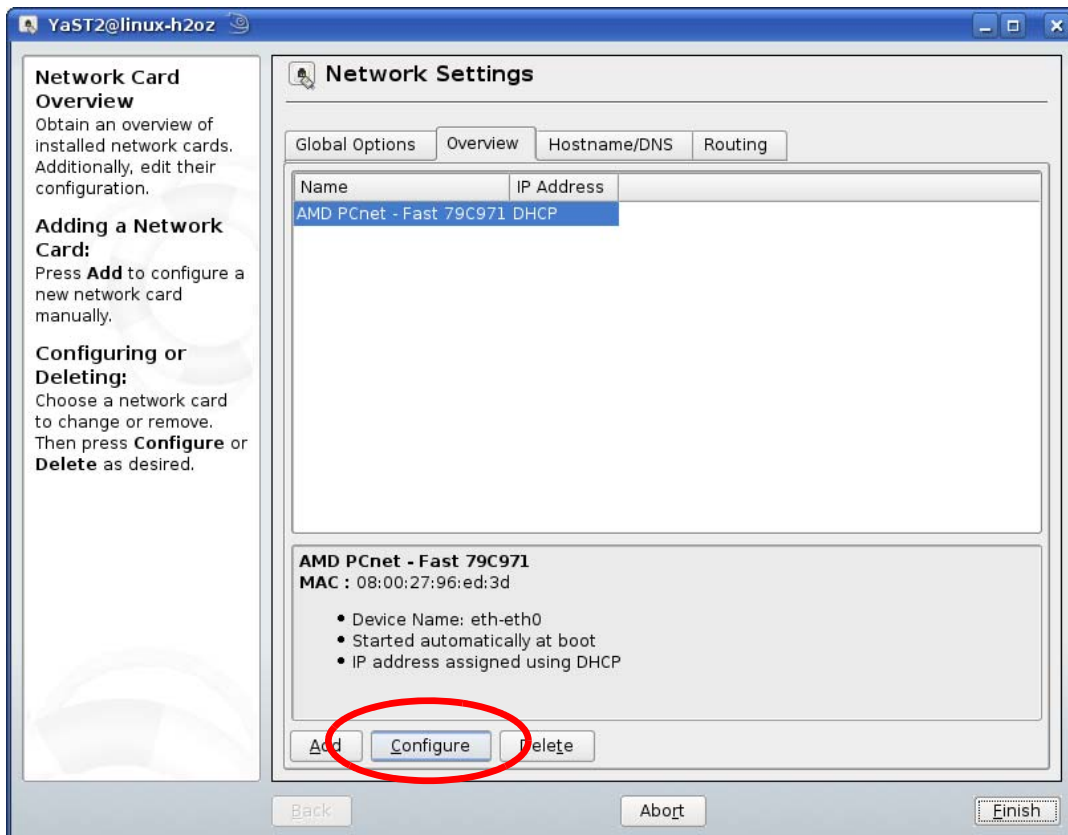 YaST2@linux-h2oz
Network Card
Overview
Obtain an overview of
installed network cards.
Additionally, edit their
configuration.
Adding a Network
Card:
Press Add to configure a
new network card
manually.
Configuring or
Deleting:
Choose a network card
to change or remove.
Then press Configure or
Delete as desired.
Network Settings
Global Options Overview Hostname/DNS Routing
Name IP Address
AMD PCnet - Fast 79C971 DHCP
AMD PCnet - Fast 79C971
MAC : 08:00:27:96:ed:3d
• Device Name: eth-eth0
• Started automatically at boot
• IP address assigned using DHCP
Add Configure Delete
Back Abort Finish